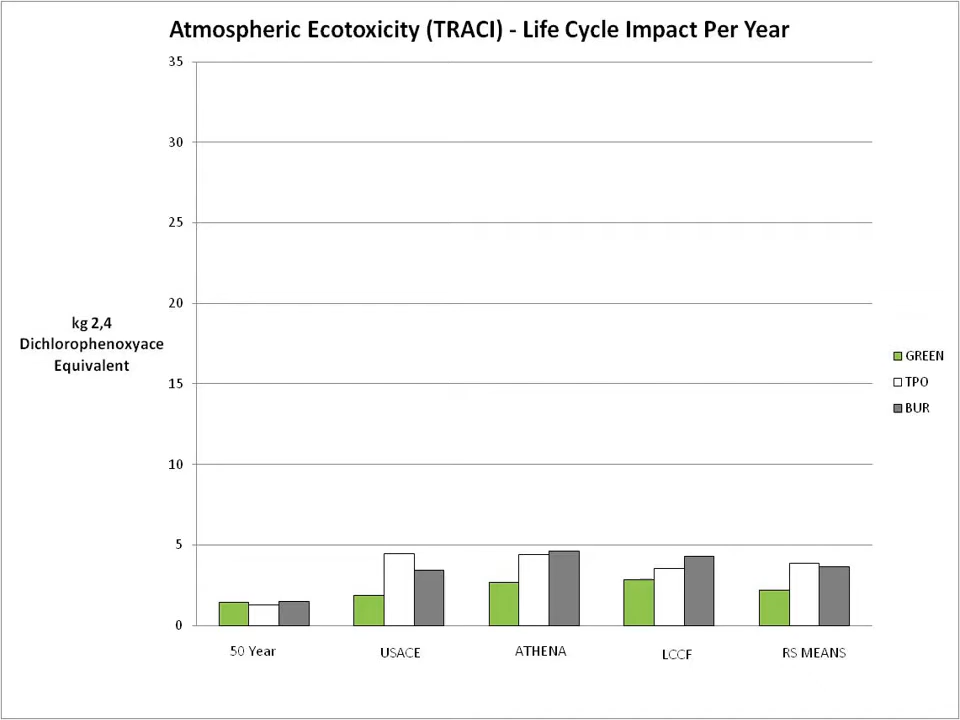 Atmospheric Ecotoxicity (TRACI) - Life Cycle Impact Per Year
35
30
25
20
15
10
5
0
kg 2,4
Dichlorophenoxyace
Equivalent
50 Year
USACE
ATHENA
LCCF
RS MEANS
GREEN
TPO
BUR